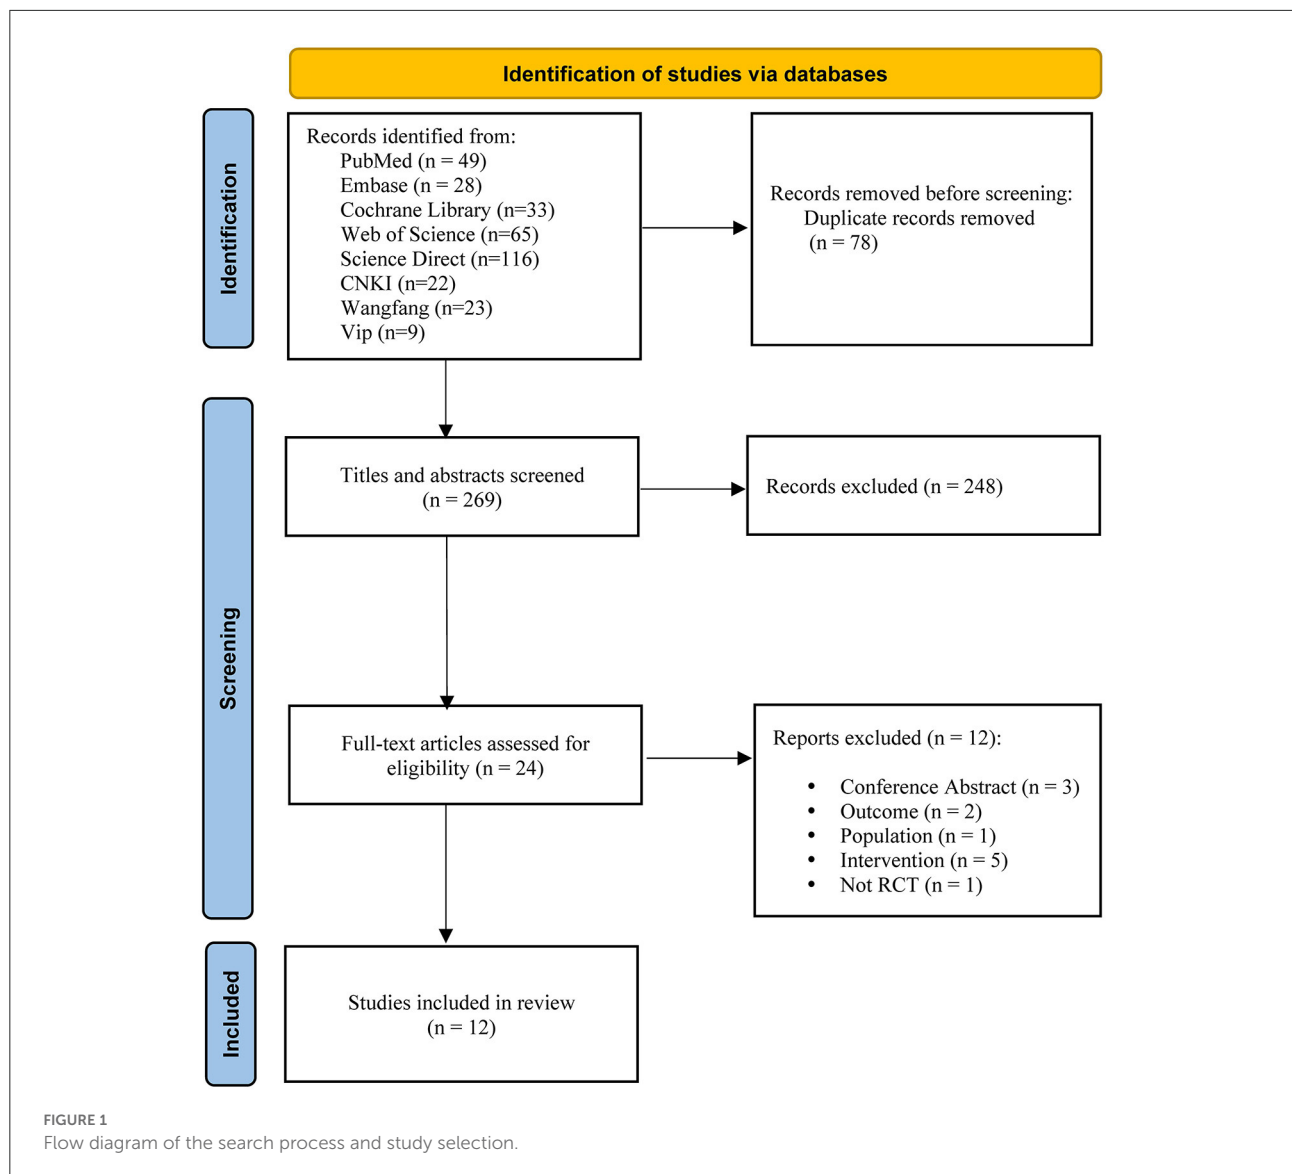 Identification of studies via databases
Identification
Records identified from:
PubMed (n = 49)
Embase (n = 28)
Cochrane Library (n=33)
Web of Science (n=65)
Science Direct (n=116)
CNKI (n=22)
Wangfang (n=23)
Vip (n=9)
Records removed before screening:
Duplicate records removed
(n = 78)
Screening
Titles and abstracts screened
(n = 269)
Records excluded (n = 248)
Full-text articles assessed for
eligibility (n = 24)
Reports excluded (n = 12):
• Conference Abstract (n = 3)
• Outcome (n = 2)
• Population (n = 1)
• Intervention (n = 5)
• Not RCT (n = 1)
Included
Studies included in review
(n = 12)
FIGURE 1
Flow diagram of the search process and study selection.